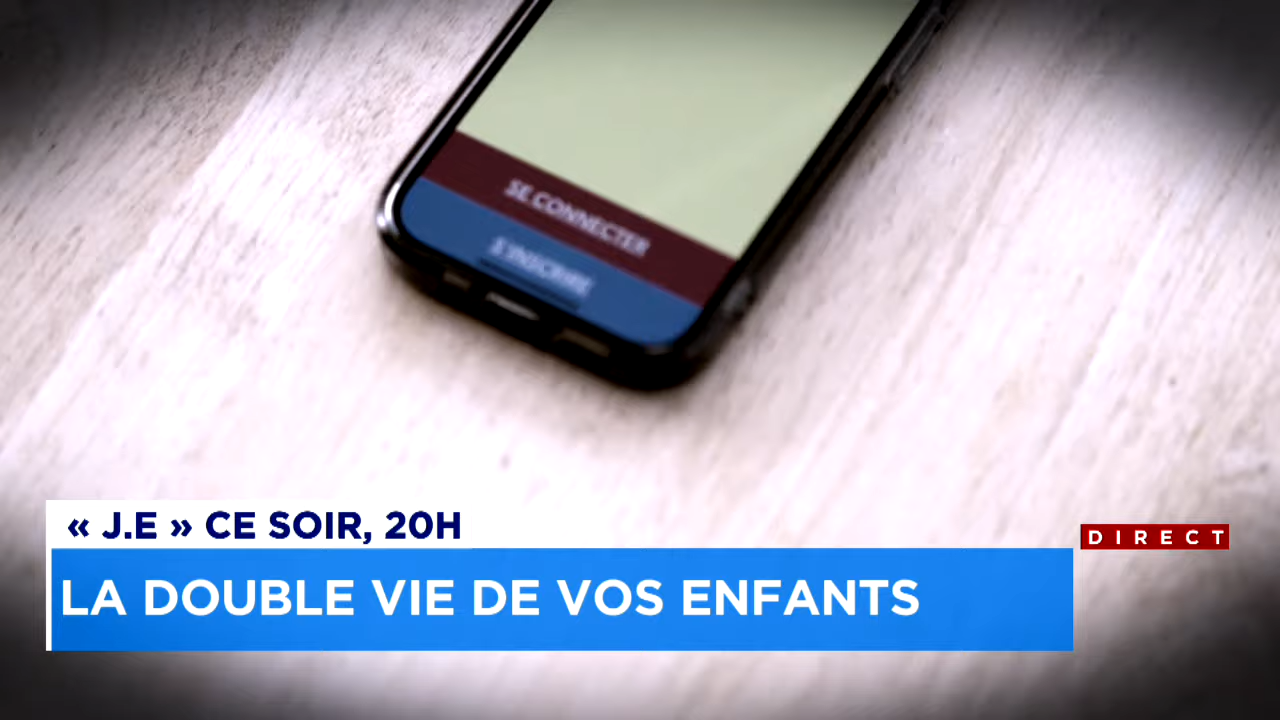 SE CONNECTER
S'INSCRIRE
« J.E » CE SOIR, 20H
DIRECT
LA DOUBLE VIE DE VOS ENFANTS